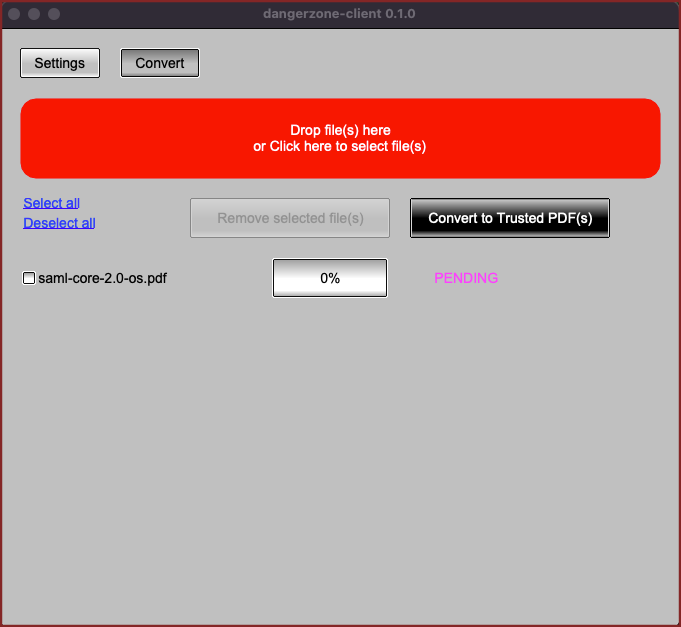 dangerzone-client 0.1.0
Settings
Convert
Drop file(s) here
or Click here to select file(s)
Select all
Deselect all
Remove selected file(s)
Convert to Trusted PDF(s)
saml-core-2.0-os.pdf
0%
PENDING